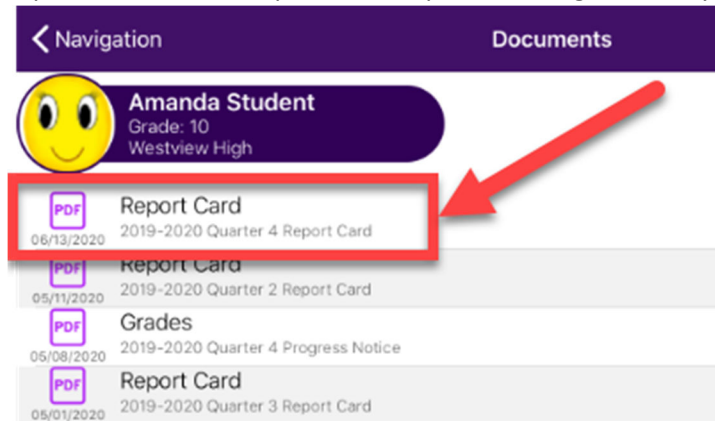 Navigation
Documents
Amanda Student
Grade: 10
Westview High
PDF
Report Card
06/13/2020
2019-2020 Quarter 4 Report Card
PDF
Report Card
05/11/2020
2019-2020 Quarter 2 Report Card
PDF
Grades
05/08/2020
2019-2020 Quarter 4 Progress Notice
PDF
Report Card
05/01/2020
2019-2020 Quarter 3 Report Card